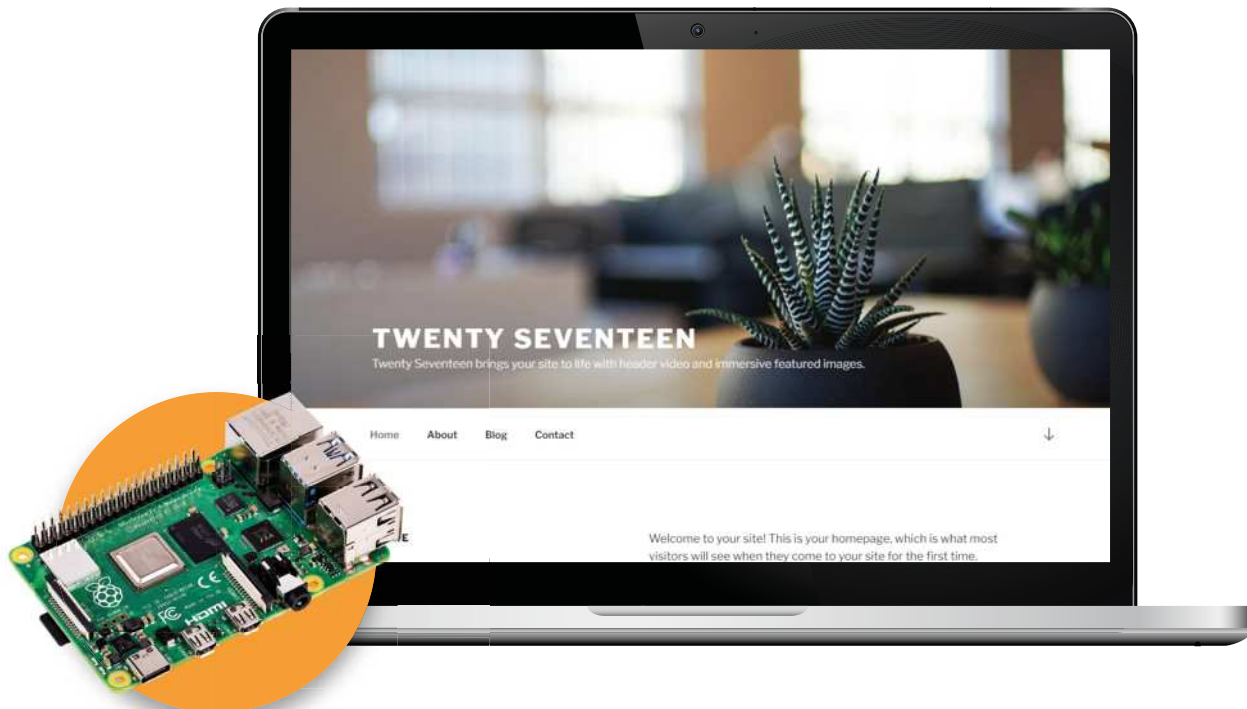 TWENTY SEVENTEEN
Twenty Seventeen brings your site to life with header video and immersive featured images.
Home About Blog Contact
E
Welcome to your site! This is your homepage, which is what most
visitors will see when they come to your site for the first time.
CE
FC
HDMI